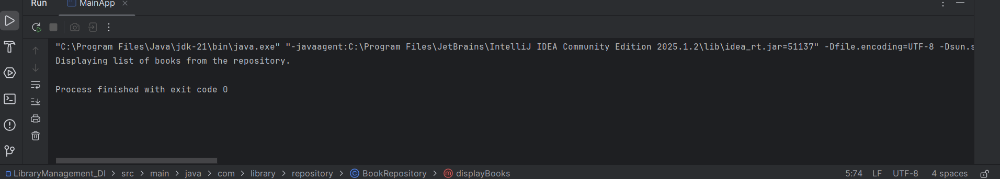 Run MainApp
"C:\Program Files\Java\jdk-21\bin\java.exe" "-javaagent:C:\Program Files\JetBrains\IntelliJ IDEA Community Edition 2025.1.2\lib\idea_rt.jar=51137" -Dfile.encoding=UTF-8 -Dsun.s
Displaying list of books from the repository.
Process finished with exit code 0
LibraryManagement_DI > src > main > java > com > library > repository > BookRepository > displayBooks 5:74 LF UTF-8 4 spaces